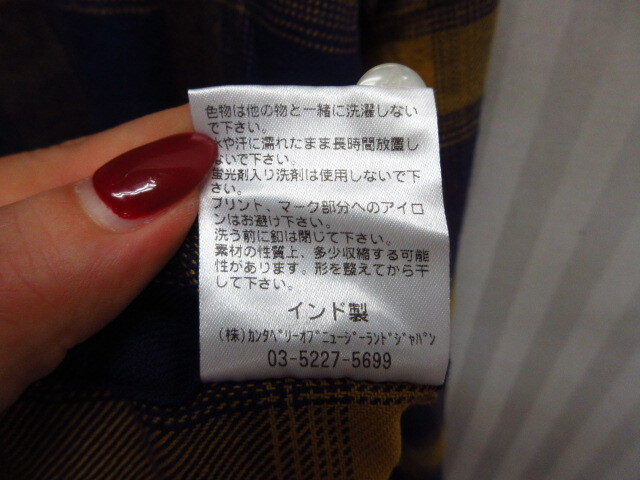 色物は他の物と一緒に洗濯しない
で下さい。
水や汗に濡れたまま長時間放置し
ないで下さい。
蛍光剤入り洗剤は使用しないで下
さい。
プリント、マーク部分へのアイロ
ンはお避け下さい。
洗う前に釦は閉じて下さい。
素材の性質上、多少収縮する可能
性があります。形を整えてから干
して下さい。
インド製
(株)ｶﾝﾀﾍﾞﾘｰｵﾌﾞﾆｭｰｼﾞｰﾗﾝﾄﾞｼﾞｬﾊﾟﾝ
03-5227-5699